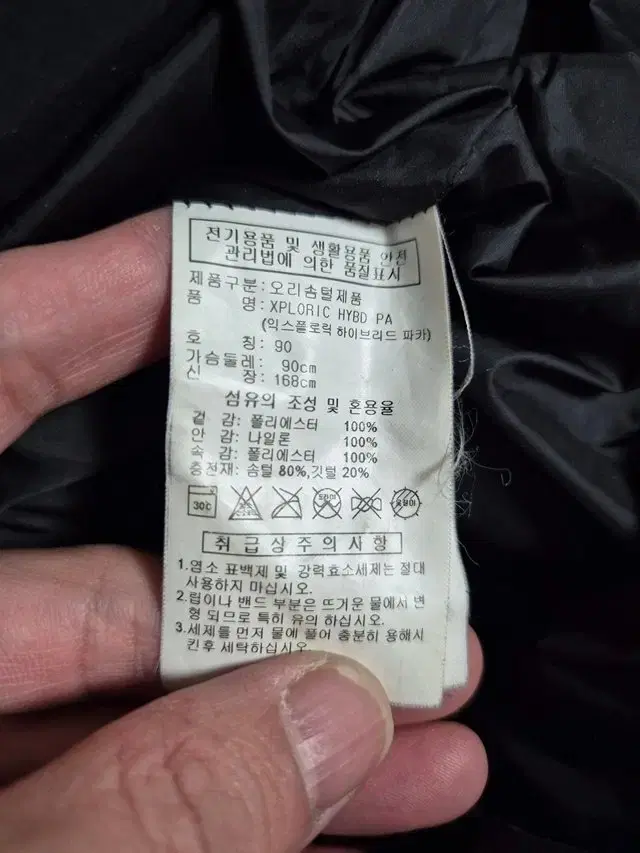 전기용품 및 생활용품 안전
관리법에 의한 품질표시
제품구분: 오리솜털제품
품 명: XPLORIC HYBD PA
(익스플로릭 하이브리드 파카)
호 칭: 90
가슴둘레: 90cm
신 장: 168cm
섬유의 조성 및 혼용율
겉 감: 폴리에스터 100%
안 감: 나일론 100%
속 감: 폴리에스터 100%
충전재: 솜털 80%,깃털 20%
30℃
드라이
취급상주의사항
1.염소 표백제 및 강력효소세제는 절대
사용하지 마십시오.
2.립이나 밴드 부분은 뜨거운 물에서 변
형 되므로 특히 유의 하십시오.
3.세제를 먼저 물에 풀어 충분히 용해시
킨후 세탁하십시오